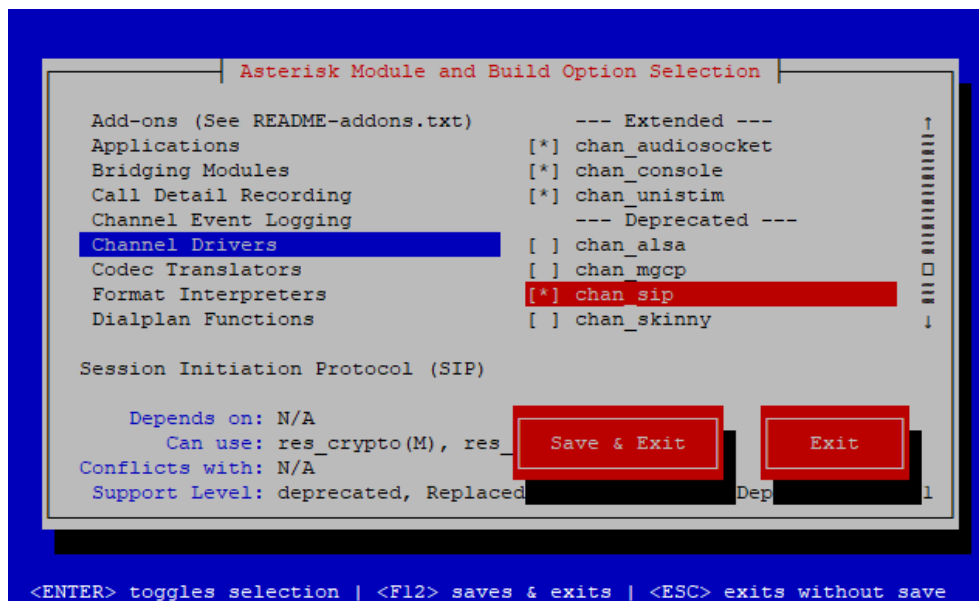 Asterisk Module and Build Option Selection
Add-ons (See README-addons.txt) --- Extended ---
Applications [*] chan_audiosocket
Bridging Modules [*] chan_console
Call Detail Recording [*] chan_unistim
Channel Event Logging --- Deprecated ---
Channel Drivers [ ] chan_alsa
Codec Translators [ ] chan_mgcp
Format Interpreters [*] chan_sip
Dialplan Functions [ ] chan_skinny
Session Initiation Protocol (SIP)
Depends on: N/A
Can use: res_crypto(M), res_ Save & Exit Exit
Conflicts with: N/A
Support Level: deprecated, Replaced Dep l
<ENTER> toggles selection | <F12> saves & exits | <ESC> exits without save